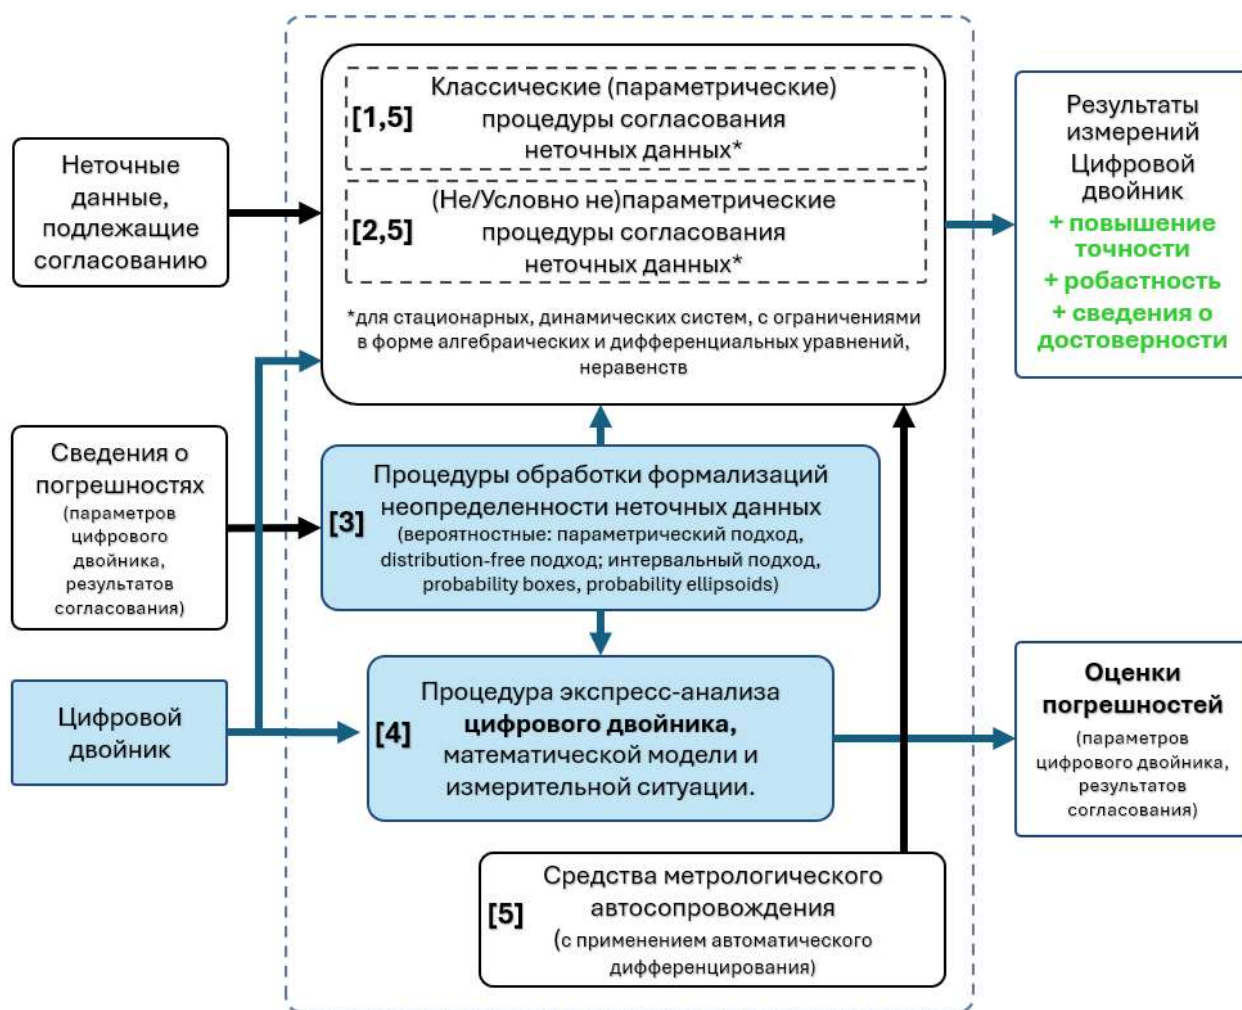 Неточные
данные,
подлежащие
согласованию
Сведения о
погрешностях
(параметров
цифрового
двойника,
результатов
согласования)
Цифровой
двойник
[1,5]
Классические (параметрические)
процедуры согласования
неточных данных*
[2,5]
(Не/Условно не)параметрические
процедуры согласования
неточных данных*
*для стационарных, динамических систем, с ограничениями
в форме алгебраических и дифференциальных уравнений,
неравенств
[3]
Процедуры обработки формализаций
неопределенности неточных данных
(вероятностные: параметрический подход,
distribution-free подход; интервальный подход,
probability boxes, probability ellipsoids)
[4]
Процедура экспресс-анализа
цифрового двойника,
математической модели и
измерительной ситуации.
[5]
Средства метрологического
автосопровождения
(с применением автоматического
дифференцирования)
Результаты
измерений
Цифровой
двойник
+ повышение
точности
+ робастность
+ сведения о
достоверности
Оценки
погрешностей
(параметров
цифрового двойника,
результатов
согласования)